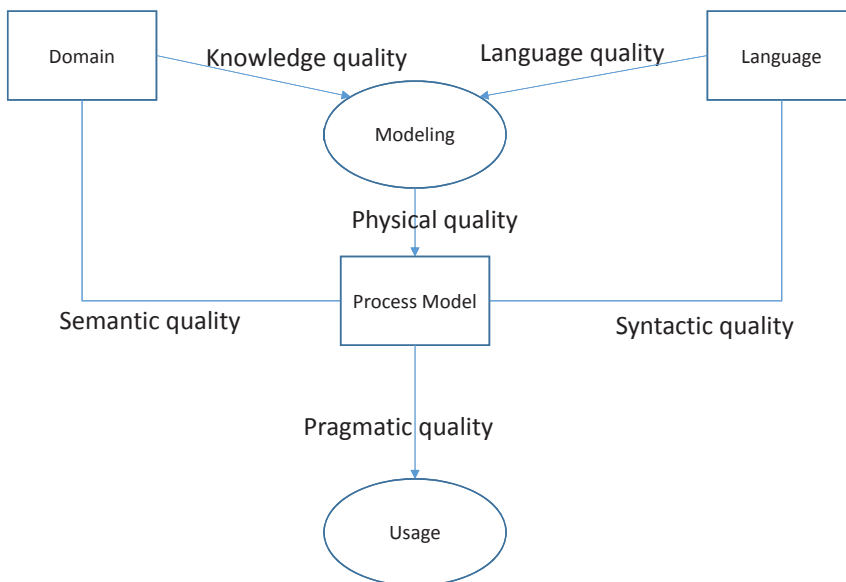 Domain
Knowledge quality
Language quality
Language
Modeling
Physical quality
Process Model
Semantic quality
Syntactic quality
Pragmatic quality
Usage